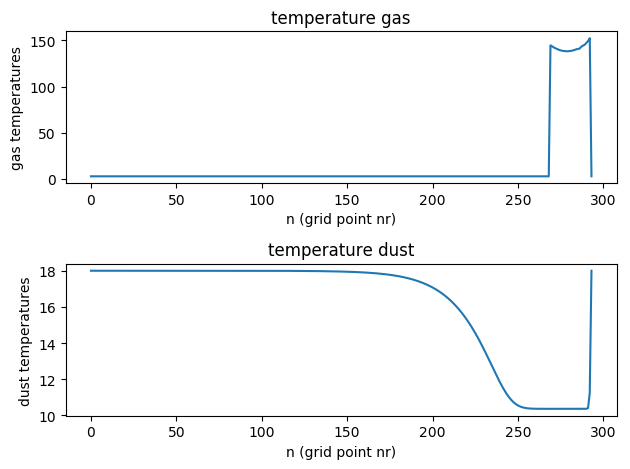 temperature gas
gas temperatures
150
100
50
0
0 50 100 150 200 250 300
n (grid point nr)
temperature dust
dust temperatures
18
16
14
12
10
0 50 100 150 200 250 300
n (grid point nr)